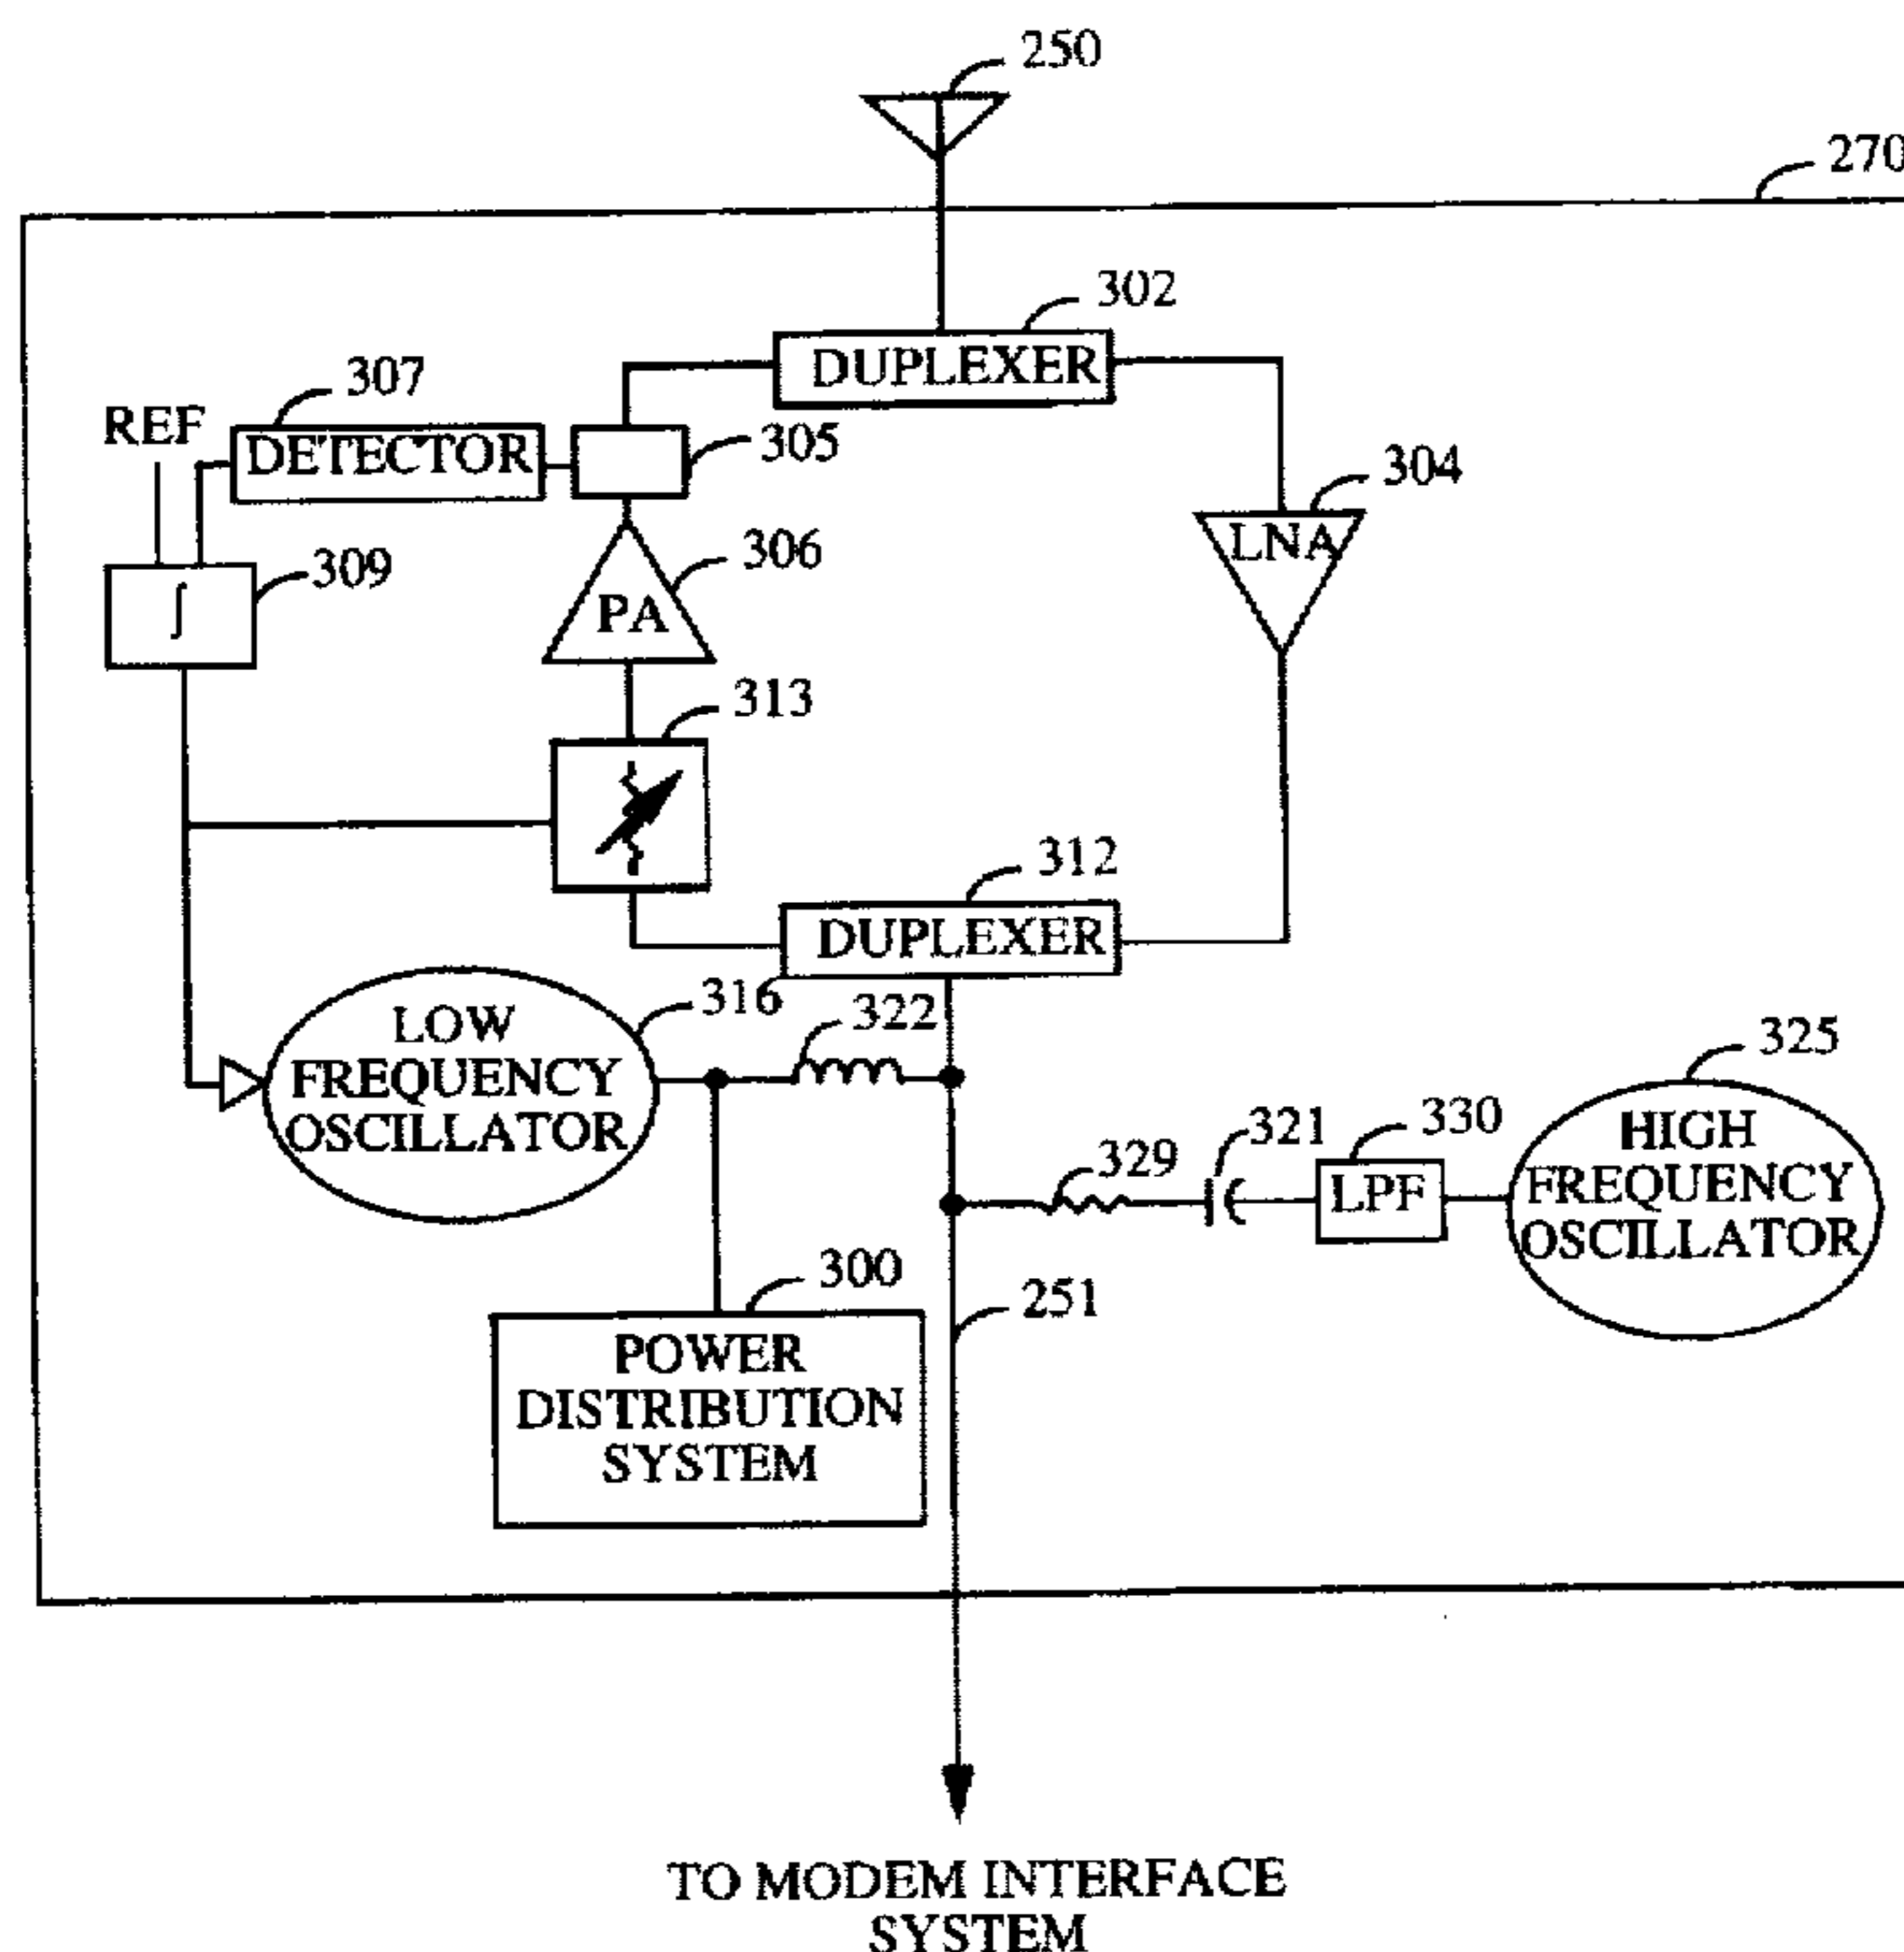 250
270
302
DUPLEXER
307
REF
DETECTOR
305
304
LNA
309
∫
306
PA
313
312
DUPLEXER
316
322
LOW
FREQUENCY
OSCILLATOR
325
321
330
329
LPF
HIGH
FREQUENCY
OSCILLATOR
300
251
POWER
DISTRIBUTION
SYSTEM
TO MODEM INTERFACE
SYSTEM